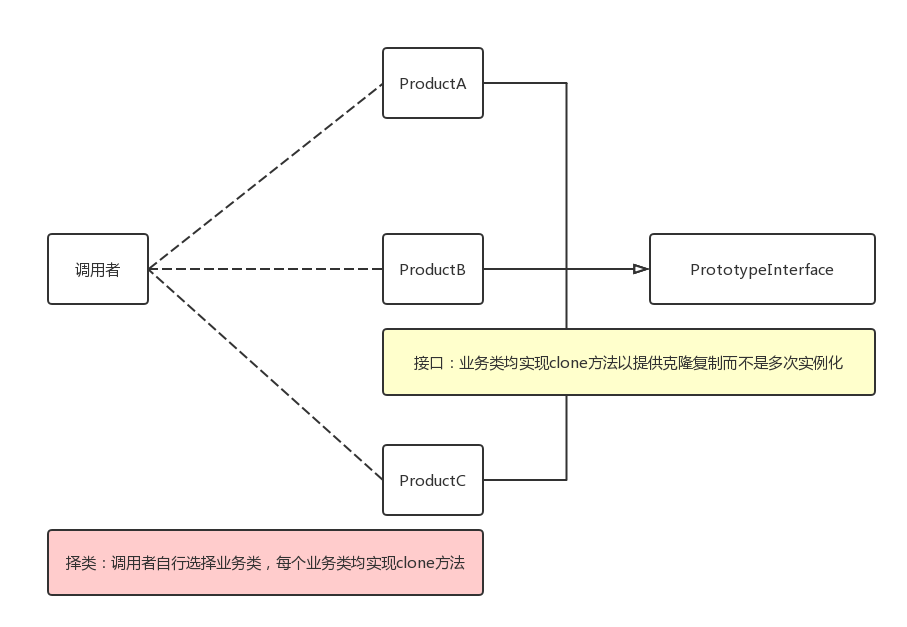 ProductA
调用者
ProductB
PrototypeInterface
接口：业务类均实现clone方法以提供克隆复制而不是多次实例化
ProductC
择类：调用者自行选择业务类，每个业务类均实现clone方法